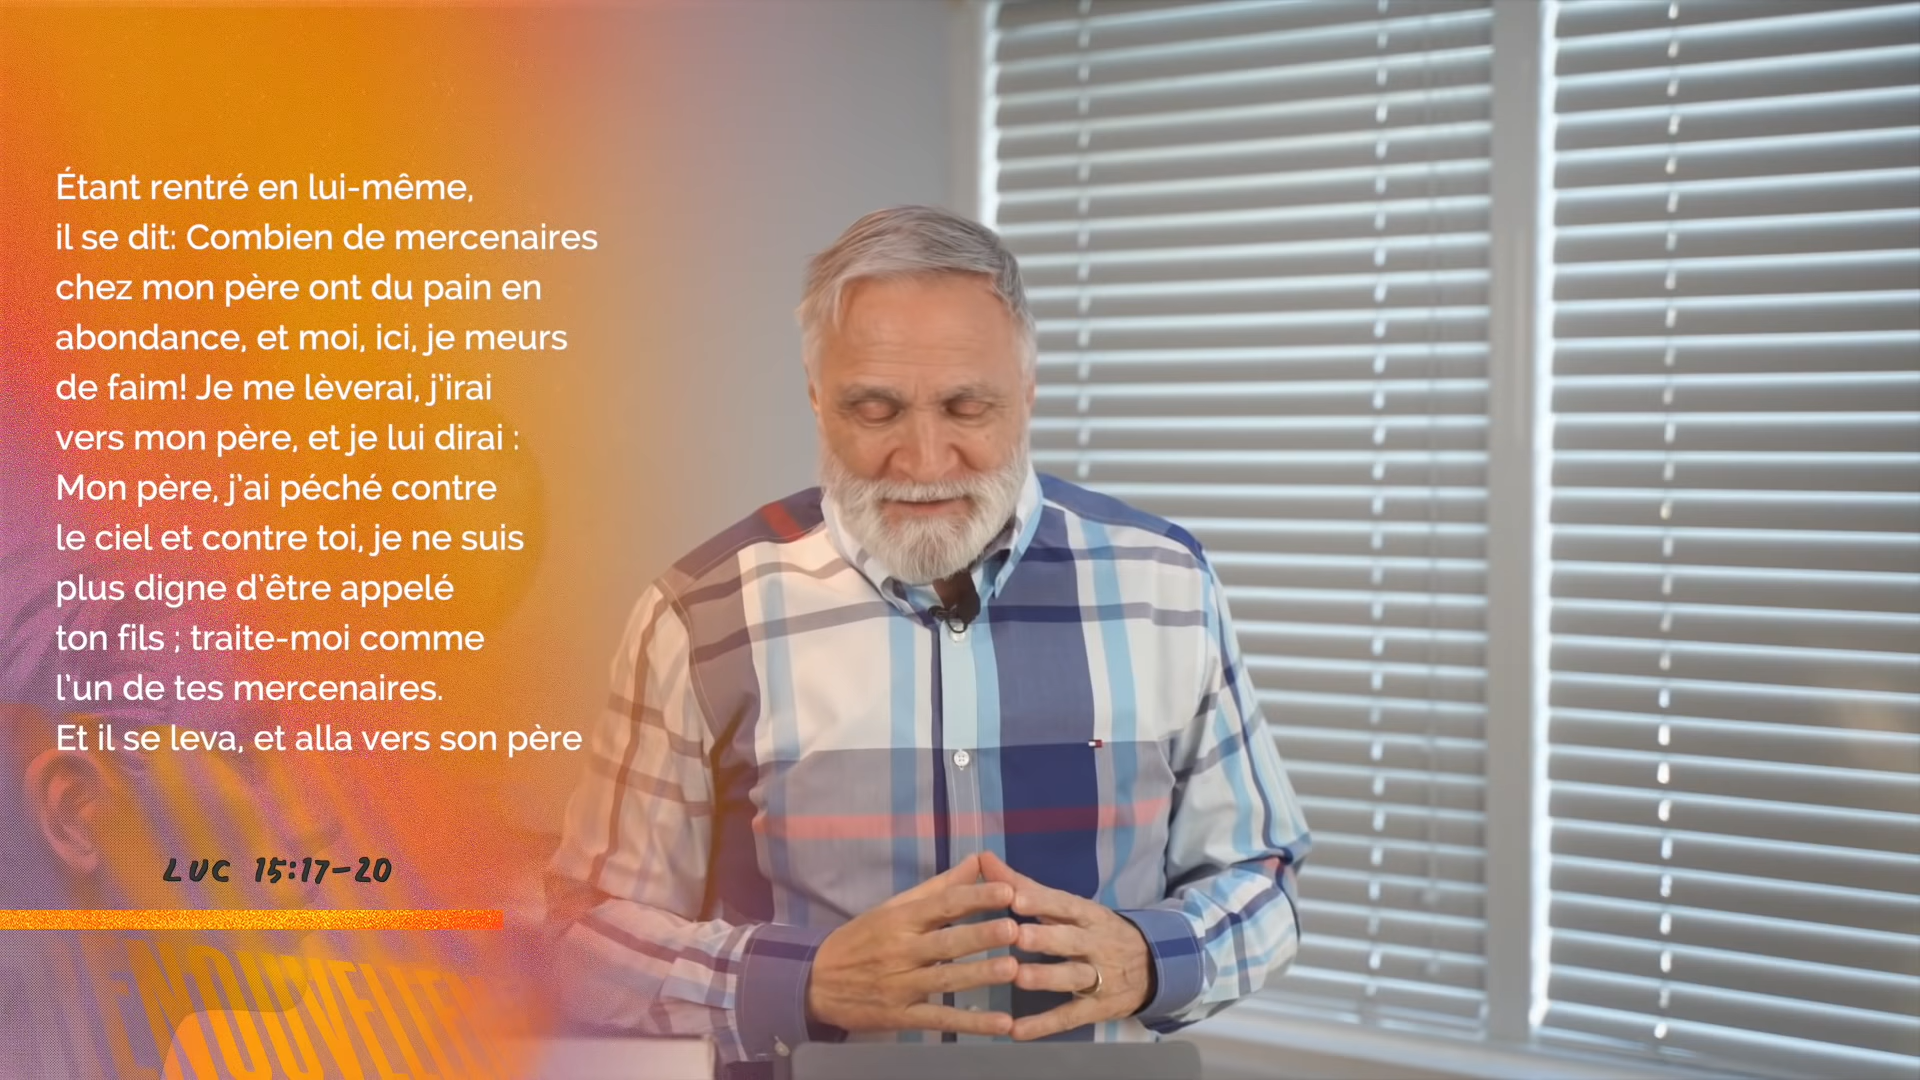 Étant rentré en lui-même,
il se dit: Combien de mercenaires
chez mon père ont du pain en
abondance, et moi, ici, je meurs
de faim! Je me lèverai, j'irai
vers mon père, et je lui dirai :
Mon père, j'ai péché contre
le ciel et contre toi, je ne suis
plus digne d'être appelé
ton fils ; traite-moi comme
l'un de tes mercenaires.
Et il se leva, et alla vers son père
LUC 15:17-20